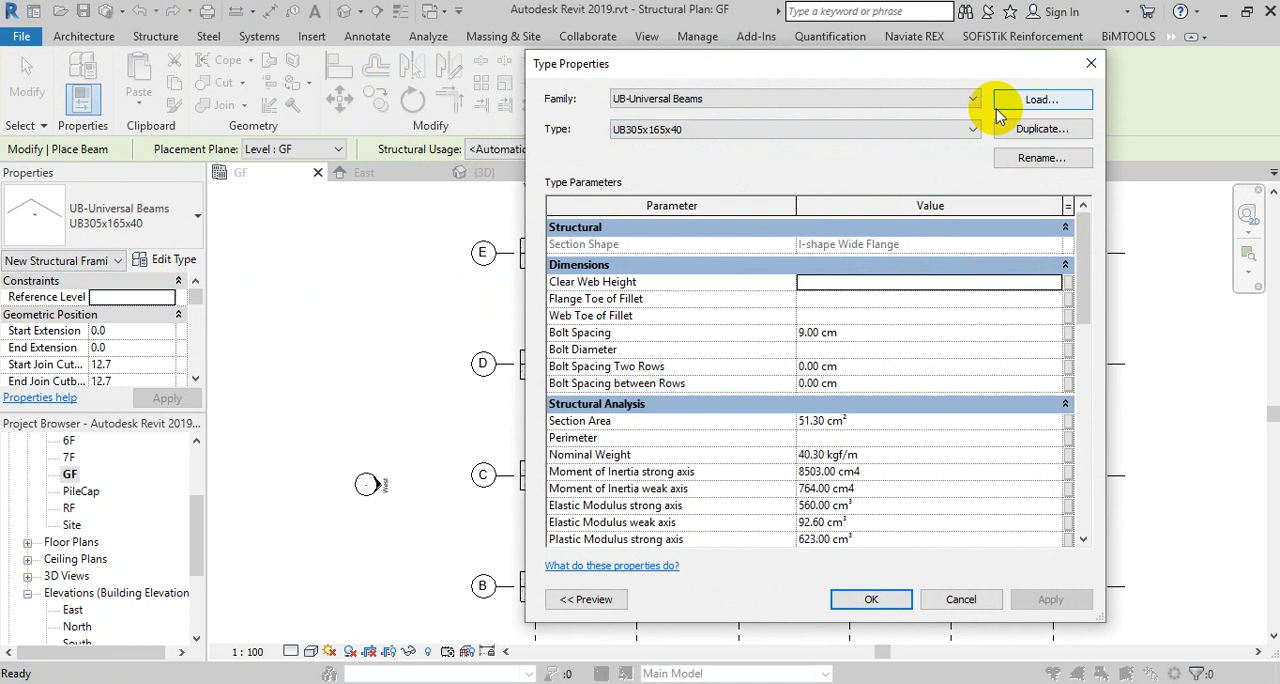 Autodesk Revit 2019.rvt - Structural Plan: GF
Type a keyword or phrase
Sign In
File
Architecture
Structure
Steel
Systems
Insert
Annotate
Analyze
Massing & Site
Collaborate
View
Manage
Add-Ins
Quantification
Naviate REX
SOFiSTiK Reinforcement
BiMTOOLS
Modify
Paste
Cope
Cut
Join
Select
Properties
Clipboard
Geometry
Modify
Modify | Place Beam
Placement Plane:
Level : GF
Structural Usage:
<Automatic
Properties
GF
East
{3D}
UB-Universal Beams
UB305x165x40
New Structural Frami
Edit Type
Constraints
Reference Level
Geometric Position
Start Extension 0.0
End Extension 0.0
Start Join Cut... 12.7
End Join Cutb... 12.7
Properties help
Apply
Project Browser - Autodesk Revit 2019...
6F
7F
GF
PileCap
RF
Site
Floor Plans
Ceiling Plans
3D Views
Elevations (Building Elevation
East
North
South
E
D
C
B
West
Type Properties
Family:
UB-Universal Beams
Load...
Type:
UB305x165x40
Duplicate...
Rename...
Type Parameters
Parameter Value =
Structural
Section Shape I-shape Wide Flange
Dimensions
Clear Web Height
Flange Toe of Fillet
Web Toe of Fillet
Bolt Spacing 9.00 cm
Bolt Diameter
Bolt Spacing Two Rows 0.00 cm
Bolt Spacing between Rows 0.00 cm
Structural Analysis
Section Area 51.30 cm²
Perimeter
Nominal Weight 40.30 kgf/m
Moment of Inertia strong axis 8503.00 cm4
Moment of Inertia weak axis 764.00 cm4
Elastic Modulus strong axis 560.00 cm³
Elastic Modulus weak axis 92.60 cm³
Plastic Modulus strong axis 623.00 cm³
What do these properties do?
<< Preview
OK
Cancel
Apply
2D
1 : 100
Ready
:0
Main Model
:0